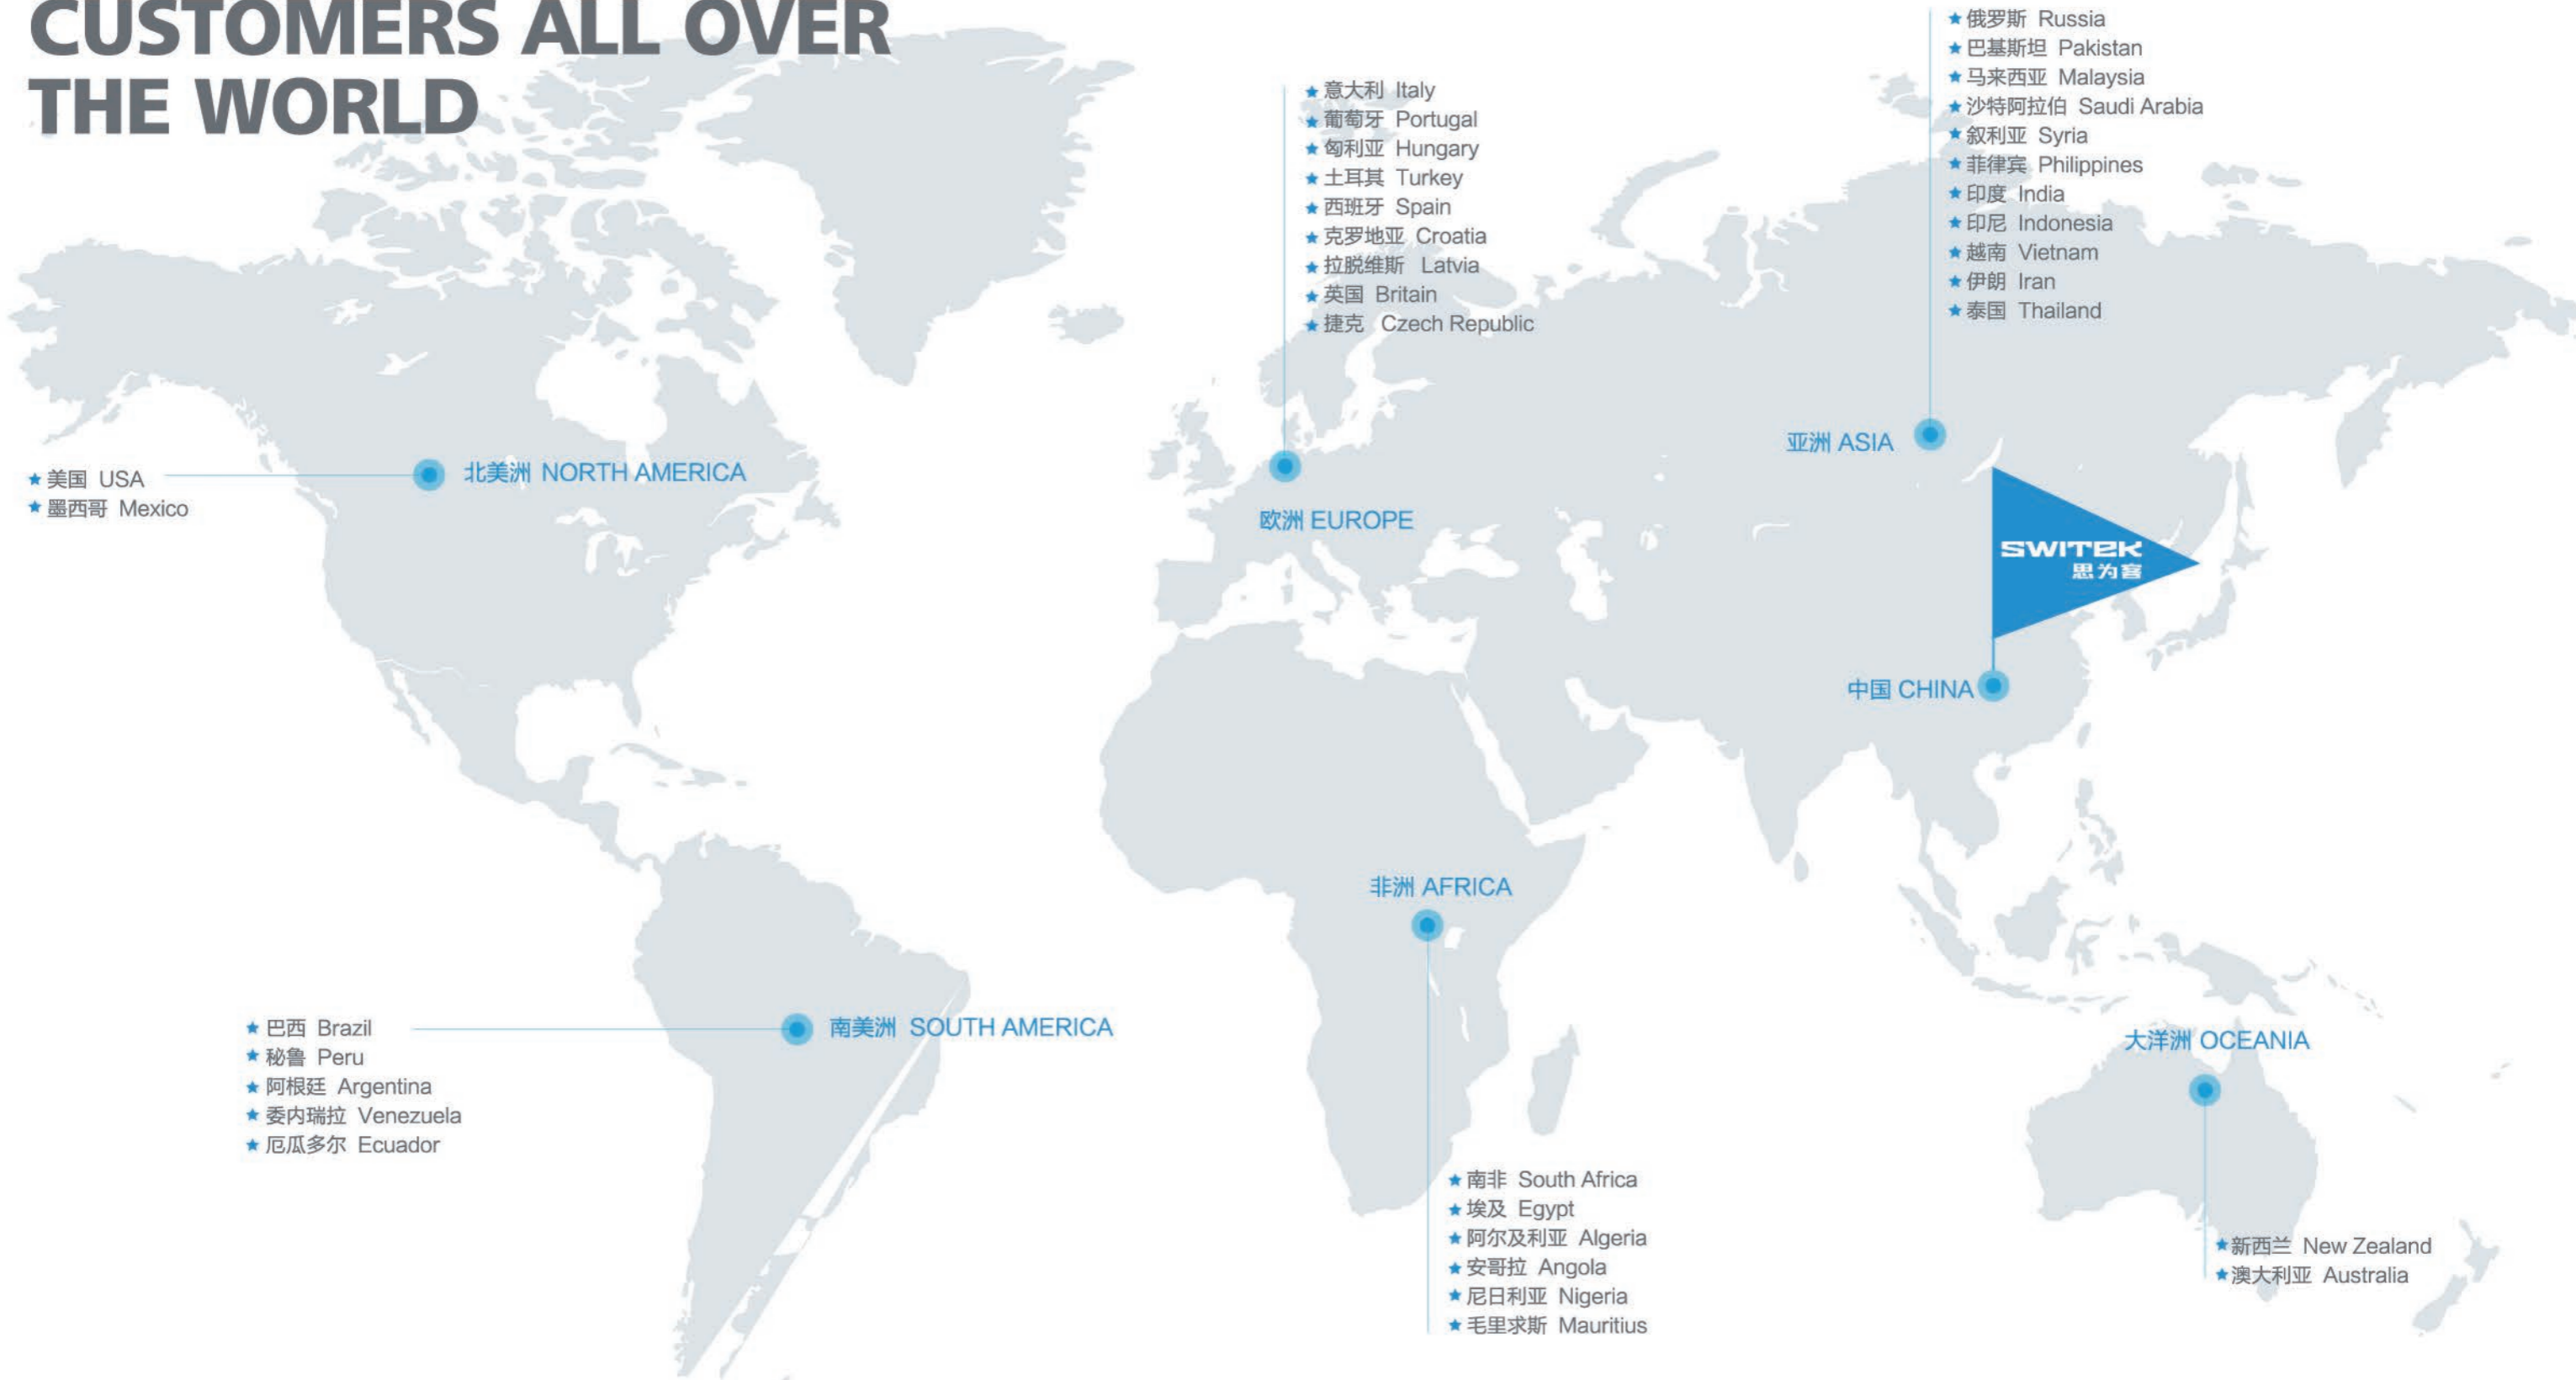 CUSTOMERS ALL OVER
THE WORLD
★意大利 Italy
★葡萄牙 Portugal
★匈利亚 Hungary
★土耳其 Turkey
★西班牙 Spain
★克罗地亚 Croatia
★拉脱维斯 Latvia
★英国 Britain
★捷克 Czech Republic
★俄罗斯 Russia
★巴基斯坦 Pakistan
★马来西亚 Malaysia
★沙特阿拉伯 Saudi Arabia
★叙利亚 Syria
★菲律宾 Philippines
★印度 India
★印尼 Indonesia
★越南 Vietnam
★伊朗 Iran
★泰国 Thailand
★美国 USA
★墨西哥 Mexico
北美洲 NORTH AMERICA
欧洲 EUROPE
亚洲 ASIA
SWITEK
思为客
中国 CHINA
非洲 AFRICA
★巴西 Brazil
★秘鲁 Peru
★阿根廷 Argentina
★委内瑞拉 Venezuela
★厄瓜多尔 Ecuador
南美洲 SOUTH AMERICA
★南非 South Africa
★埃及 Egypt
★阿尔及利亚 Algeria
★安哥拉 Angola
★尼日利亚 Nigeria
★毛里求斯 Mauritius
大洋洲 OCEANIA
★新西兰 New Zealand
★澳大利亚 Australia